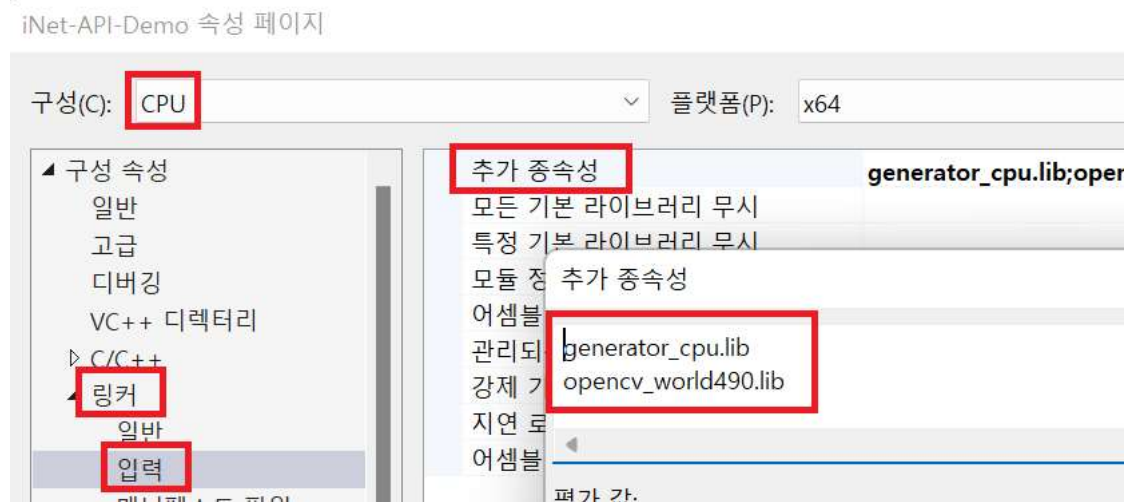 iNet-API-Demo 속성 페이지
구성(C): CPU 플랫폼(P): x64
구성 속성
일반
고급
디버깅
VC++ 디렉터리
C/C++
링커
일반
입력
추가 종속성 generator_cpu.lib;open
모든 기본 라이브러리 무시
특정 기본 라이브러리 무시
모듈 정
어셈블
관리되
강제 기
지연 로
어셈블
추가 종속성
generator_cpu.lib
opencv_world490.lib
평가 값: